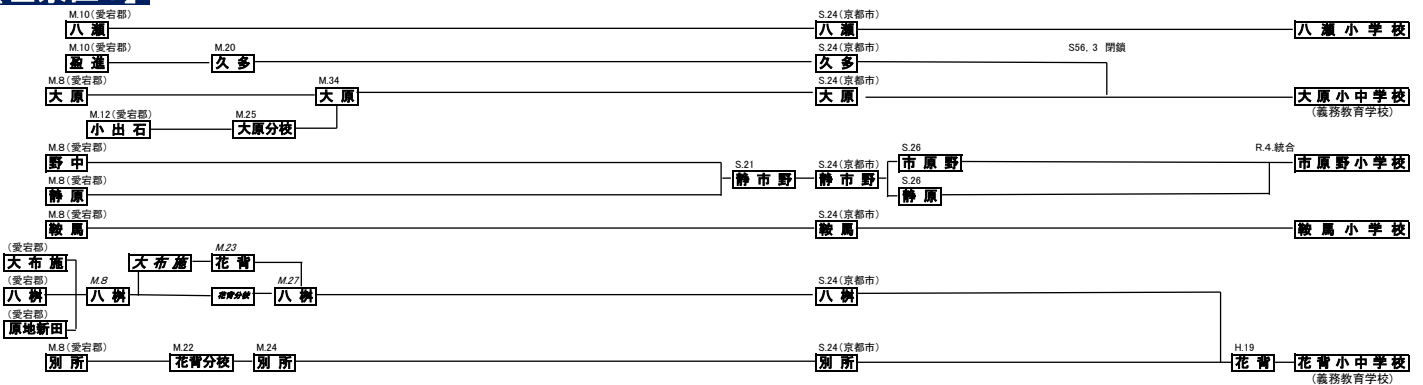 M.10(愛宕郡) S.24(京都市)
八瀬 八瀬 八瀬小学校
M.10(愛宕郡) M.20 S.24(京都市) S56.3 閉鎖
盈進 久多 久多
M.8(愛宕郡) M.34 S.24(京都市)
大原 大原 大原 大原小中学校
(義務教育学校)
M.12(愛宕郡) M.25
小出石 大原分校
M.8(愛宕郡) S.26 R.4.統合
野中 市原野 市原野小学校
S.21 S.24(京都市)
静市野 静市野
M.8(愛宕郡) S.26
静原 静原
M.8(愛宕郡) S.24(京都市)
鞍馬 鞍馬 鞍馬小学校
(愛宕郡) M.23
大布施 大布施 花背
(愛宕郡) M.8 M.27 S.24(京都市)
八桝 八桝 花背分校 八桝 八桝
(愛宕郡)
原地新田
M.8(愛宕郡) M.22 M.24 S.24(京都市) H.19
別所 花背分校 別所 別所 花背 花背小中学校
(義務教育学校)